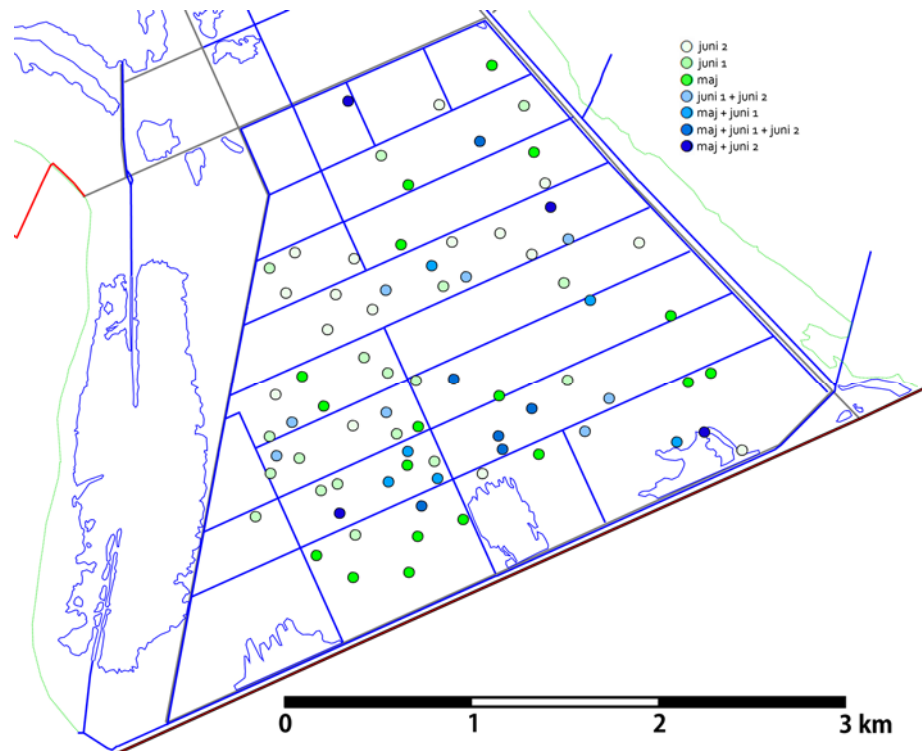 juni 2
juni 1
maj
juni 1 + juni 2
maj + juni 1
maj + juni 1 + juni 2
maj + juni 2
0 1 2 3 km